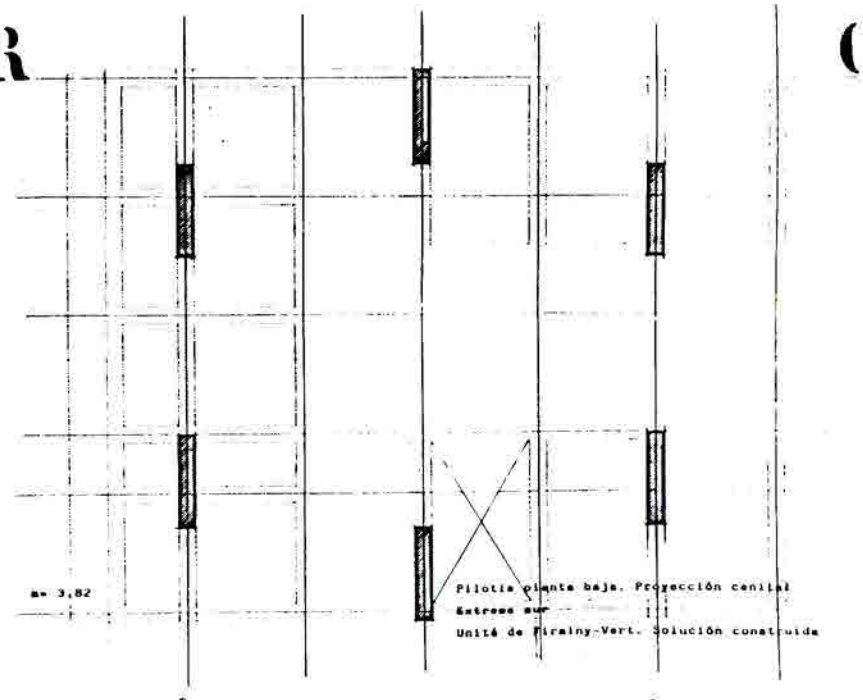 R
m= 3,82
Pilotis planta baja. Proyección cenital
Extremo sur
Unité de Firminy-Vert. Solución construida